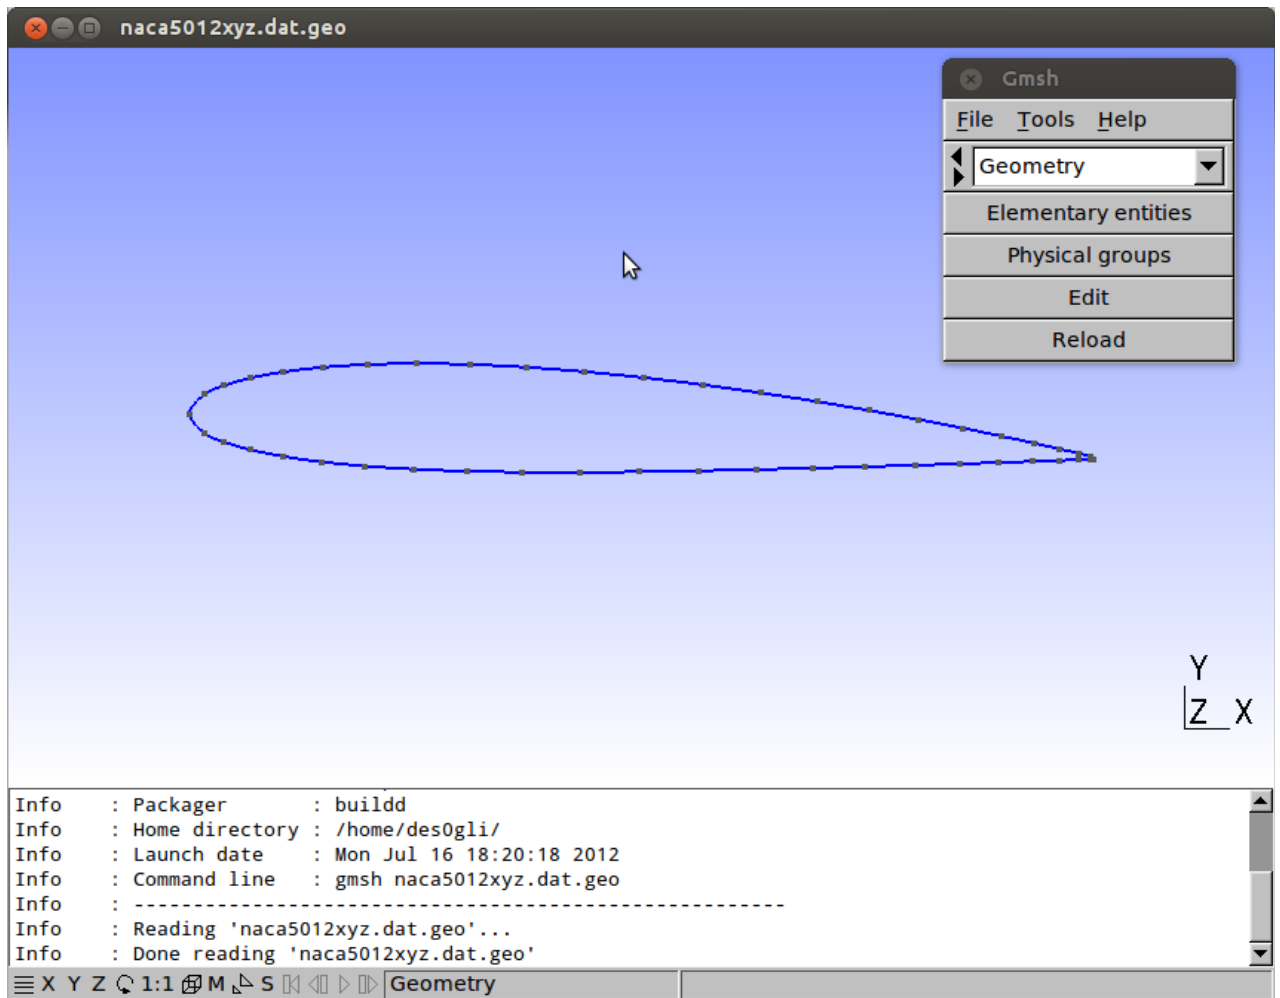 naca5012xyz.dat.geo
Gmsh
File Tools Help
Geometry
Elementary entities
Physical groups
Edit
Reload
Y
Z X
Info : Packager : buildd
Info : Home directory : /home/des0gli/
Info : Launch date : Mon Jul 16 18:20:18 2012
Info : Command line : gmsh naca5012xyz.dat.geo
Info : -------------------------------------------------------
Info : Reading 'naca5012xyz.dat.geo'...
Info : Done reading 'naca5012xyz.dat.geo'
X Y Z 1:1 M S Geometry